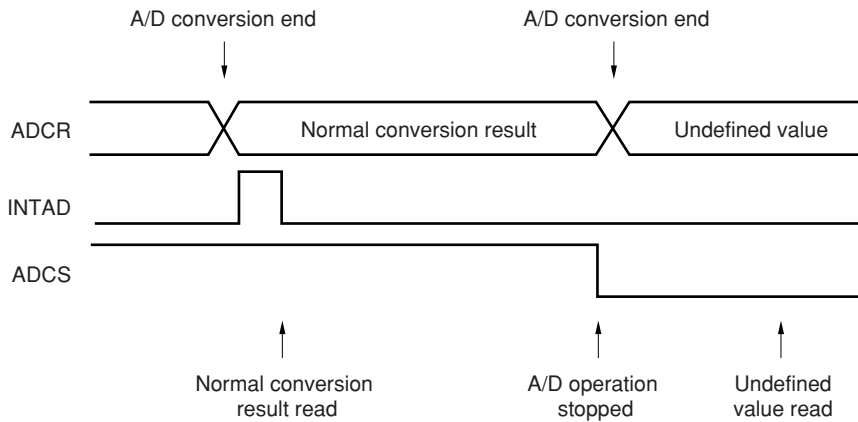 A/D conversion end
A/D conversion end
ADCR
Normal conversion result
Undefined value
INTAD
ADCS
Normal conversion
result read
A/D operation
stopped
Undefined
value read